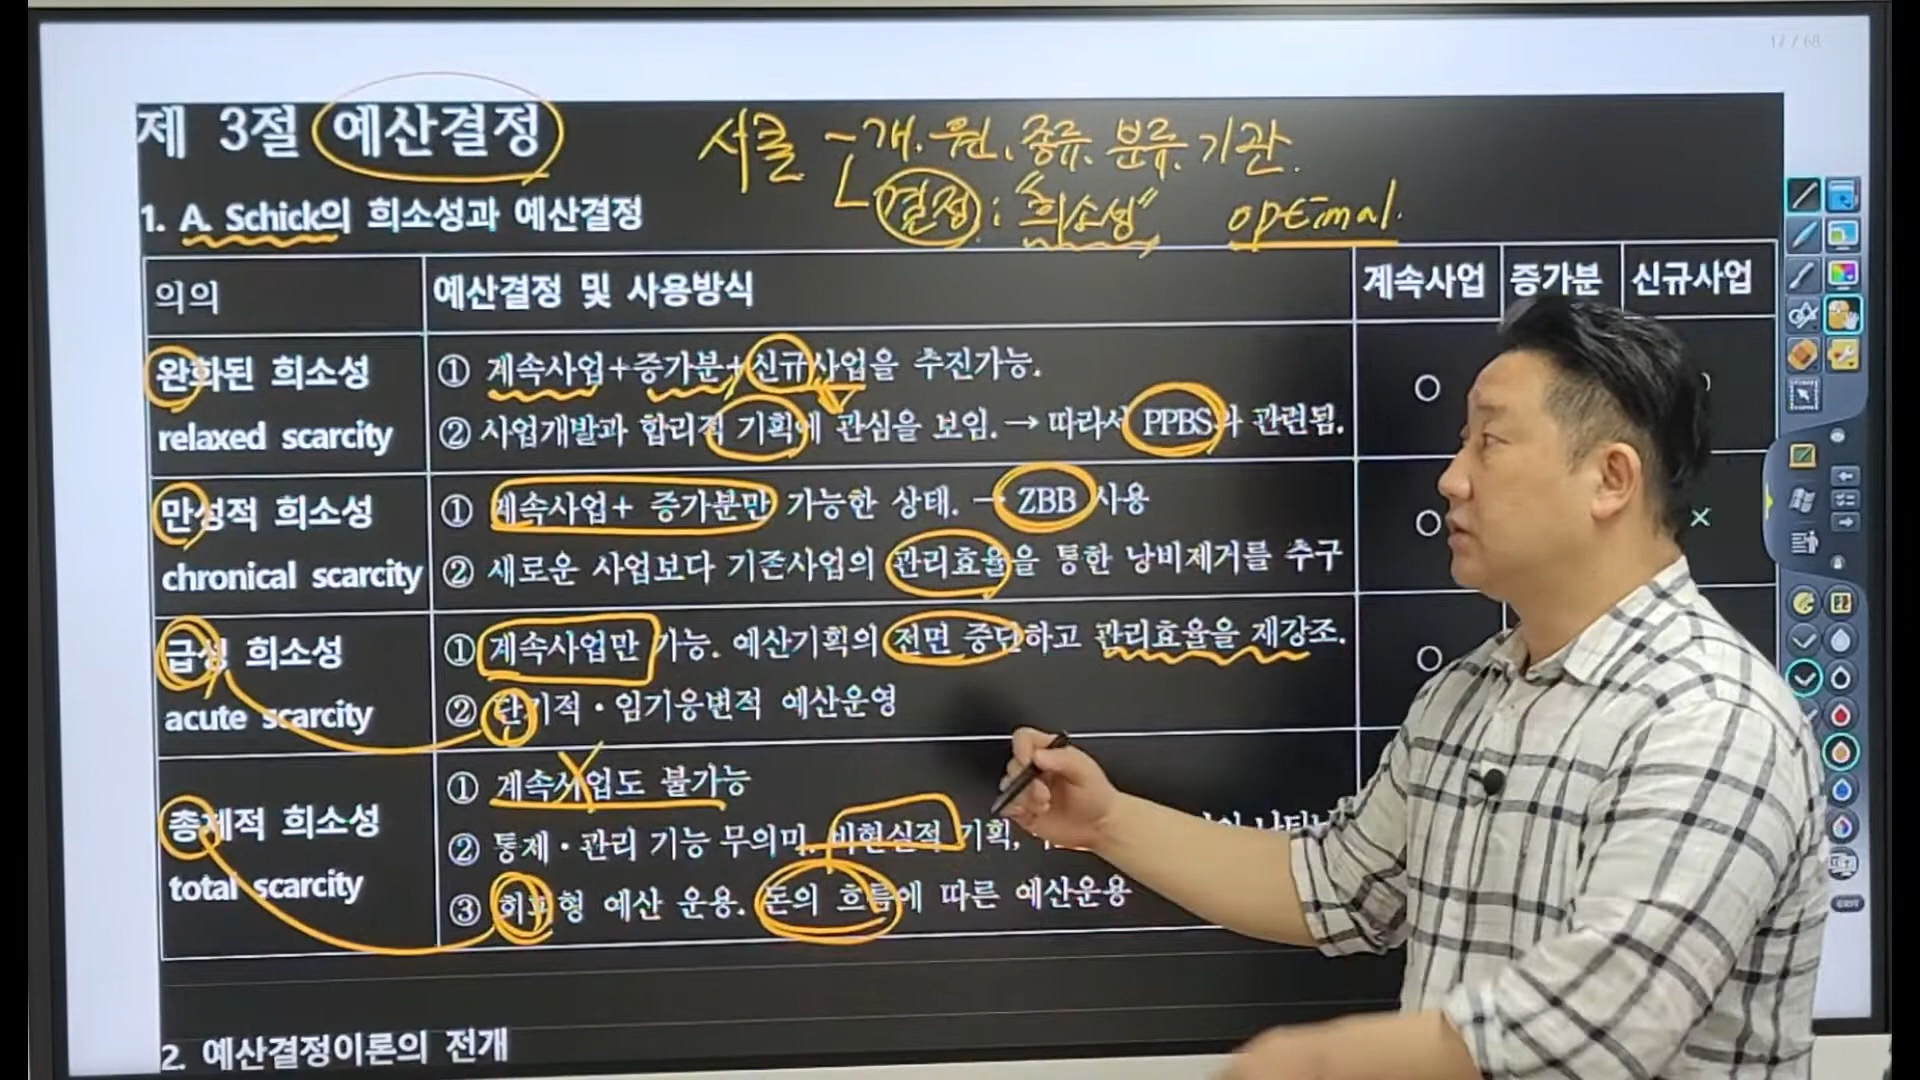 17 / 68
제 3절 예산결정
서클 - 개. 원. 종류. 분류. 기관.
결정 : "희소성" optimal.
1. A. Schick의 희소성과 예산결정
의의 예산결정 및 사용방식 계속사업 증가분 신규사업
완화된 희소성
relaxed scarcity
① 계속사업+증가분+신규사업을 추진가능.
② 사업개발과 합리적 기획에 관심을 보임. → 따라서 PPBS와 관련됨.
○
만성적 희소성
chronical scarcity
① 계속사업+ 증가분만 가능한 상태. → ZBB 사용
② 새로운 사업보다 기존사업의 관리효율을 통한 낭비제거를 추구
○ ×
급성 희소성
acute scarcity
① 계속사업만 가능. 예산기획의 전면 중단하고 관리효율을 재강조.
② 단기적·임기응변적 예산운영
○
총체적 희소성
total scarcity
① 계속사업도 불가능
② 통제·관리 기능 무의미. 비현실적 기획,
③ 회피형 예산 운용. 돈의 흐름에 따른 예산운용
2. 예산결정이론의 전개